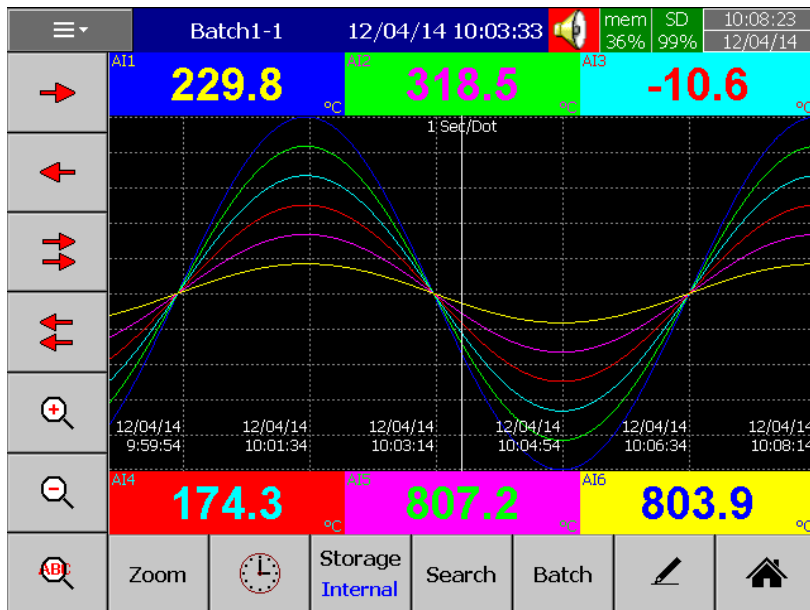 Batch1-1 12/04/14 10:03:33 mem SD 10:08:23
36% 99% 12/04/14
AI1 AI2 AI3
229.8 °C 318.5 °C -10.6 °C
1 Sec/Dot
12/04/14 12/04/14 12/04/14 12/04/14 12/04/14 12/04/14
9:59:54 10:01:34 10:03:14 10:04:54 10:06:34 10:08:14
AI4 AI5 AI6
174.3 °C 807.2 °C 803.9 °C
ABC Zoom Storage Search Batch
Internal